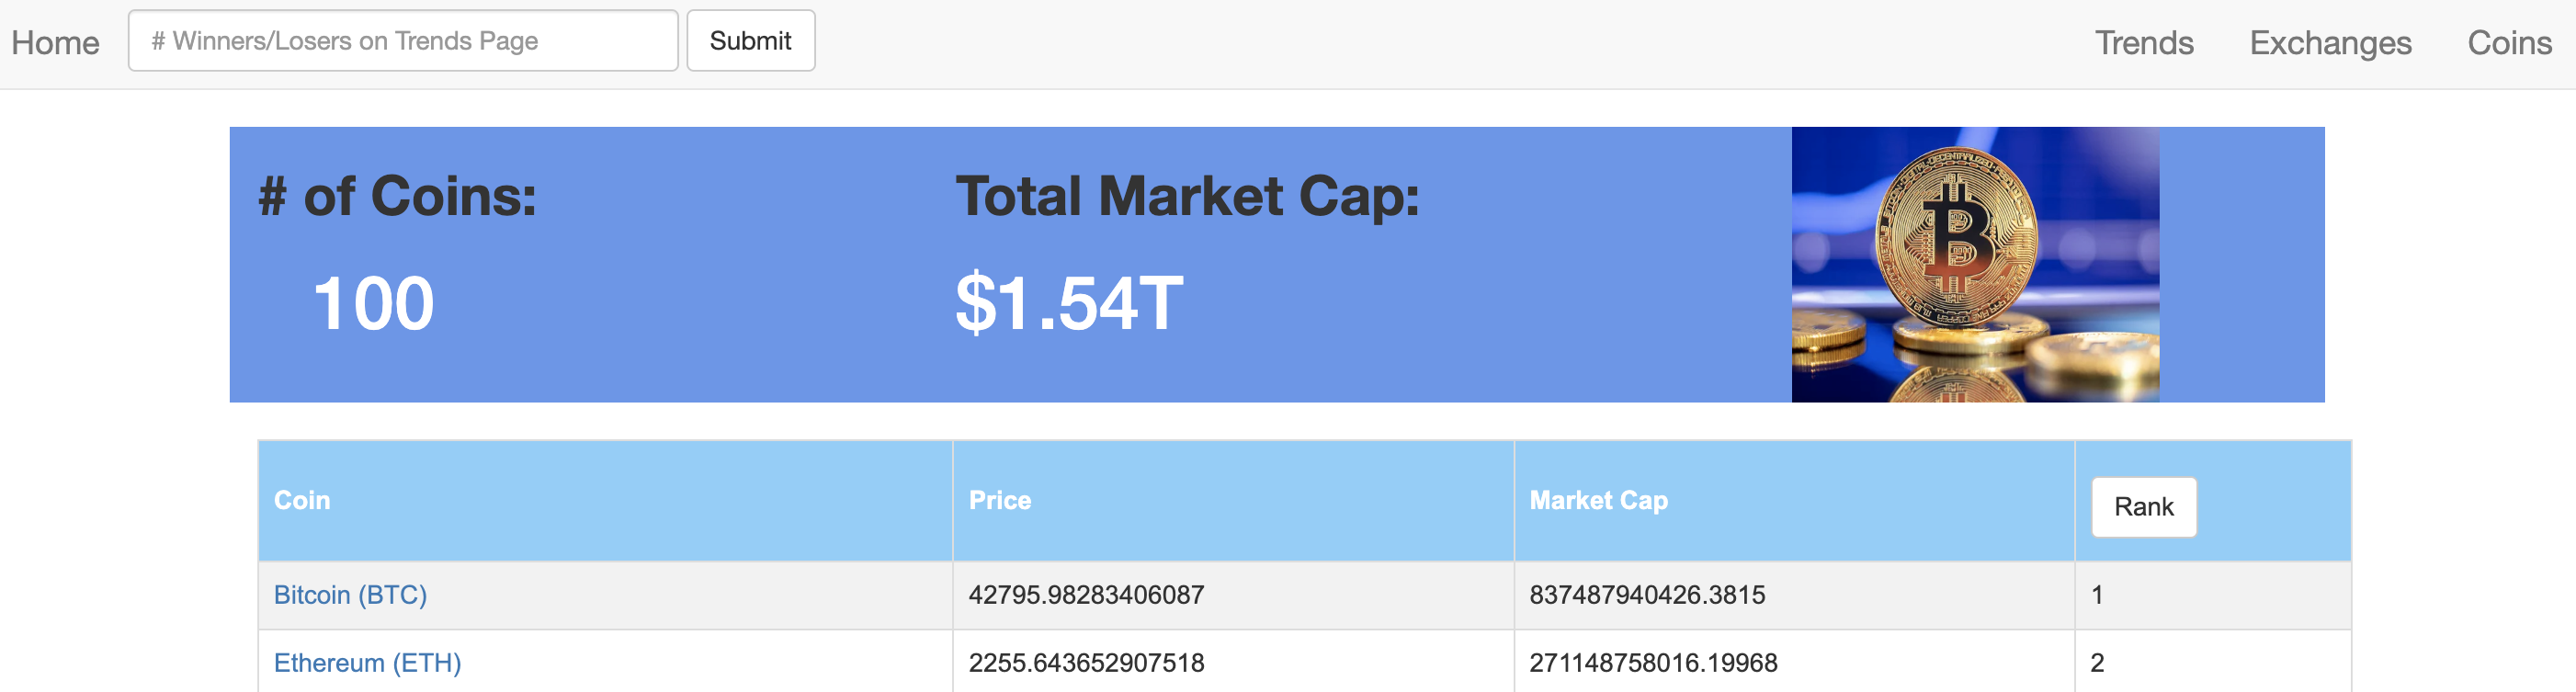 Home # Winners/Losers on Trends Page Submit Trends Exchanges Coins
# of Coins: Total Market Cap:
100 $1.54T
Coin Price Market Cap Rank
Bitcoin (BTC) 42795.98283406087 837487940426.3815 1
Ethereum (ETH) 2255.643652907518 271148758016.19968 2